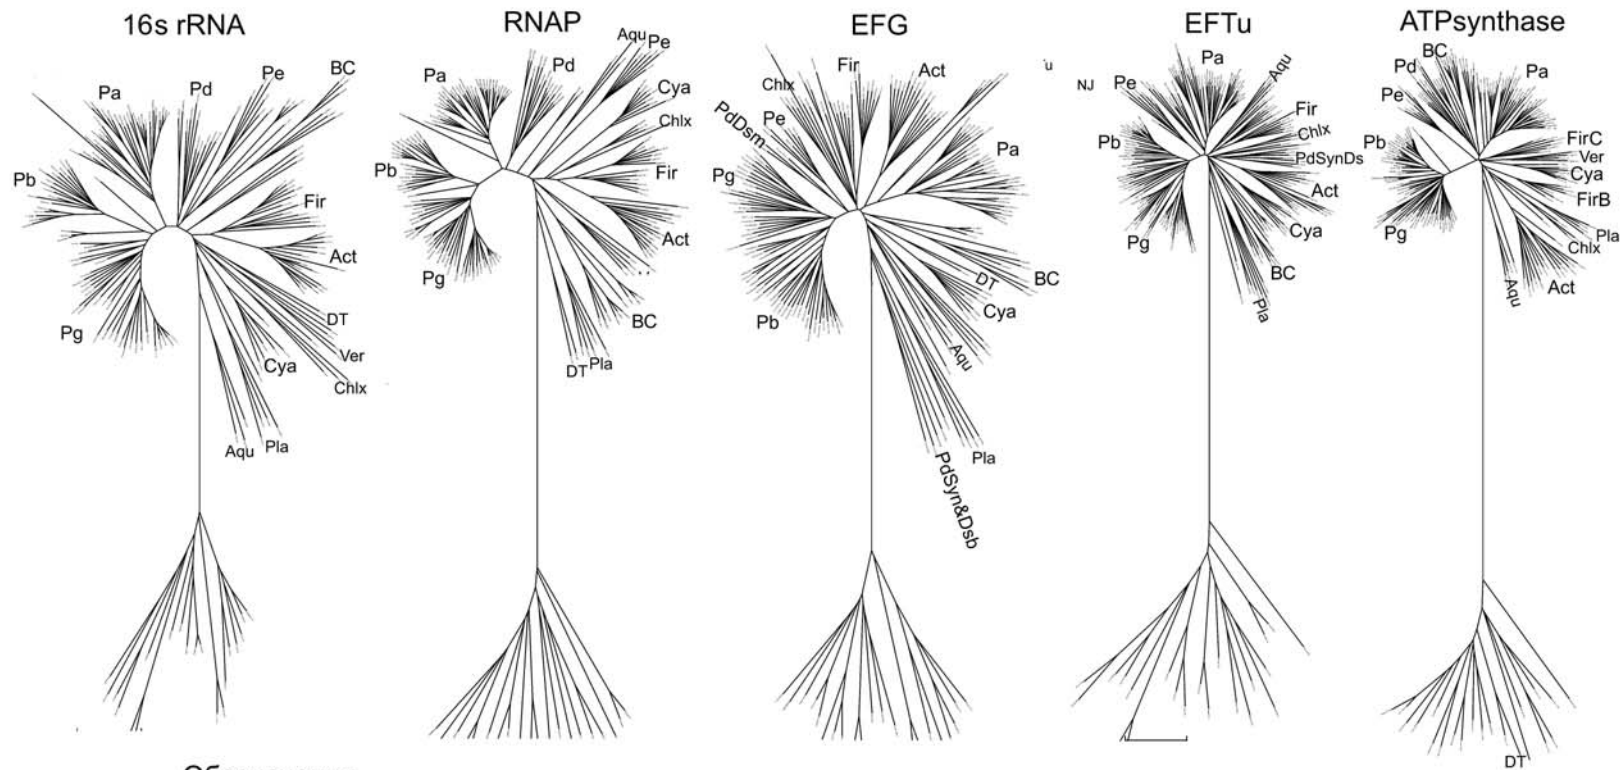 16s rRNA
RNAP
EFG
EFTu
ATPsynthase
Pa
Pd
Pe
BC
Pb
Fir
Act
Pg
DT
Ver
Cya
Chlx
Aqu
Pla
Pa
Pd
Aqu
Pe
Cya
Chlx
Pb
Fir
Act
Pg
BC
DT
Pla
Chlx
Fir
Act
PdDsm
Pe
Pa
Pg
DT
BC
Cya
Pb
Aqu
Pla
PdSyn&Dsb
u
NJ
Pe
Pa
Aqu
Fir
Chlx
Pb
PdSynDs
Act
Cya
Pg
BC
Pla
BC
Pd
Pa
Pe
FirC
Pb
Ver
Cya
FirB
Pg
Pla
Chlx
Aqu
Act
DT